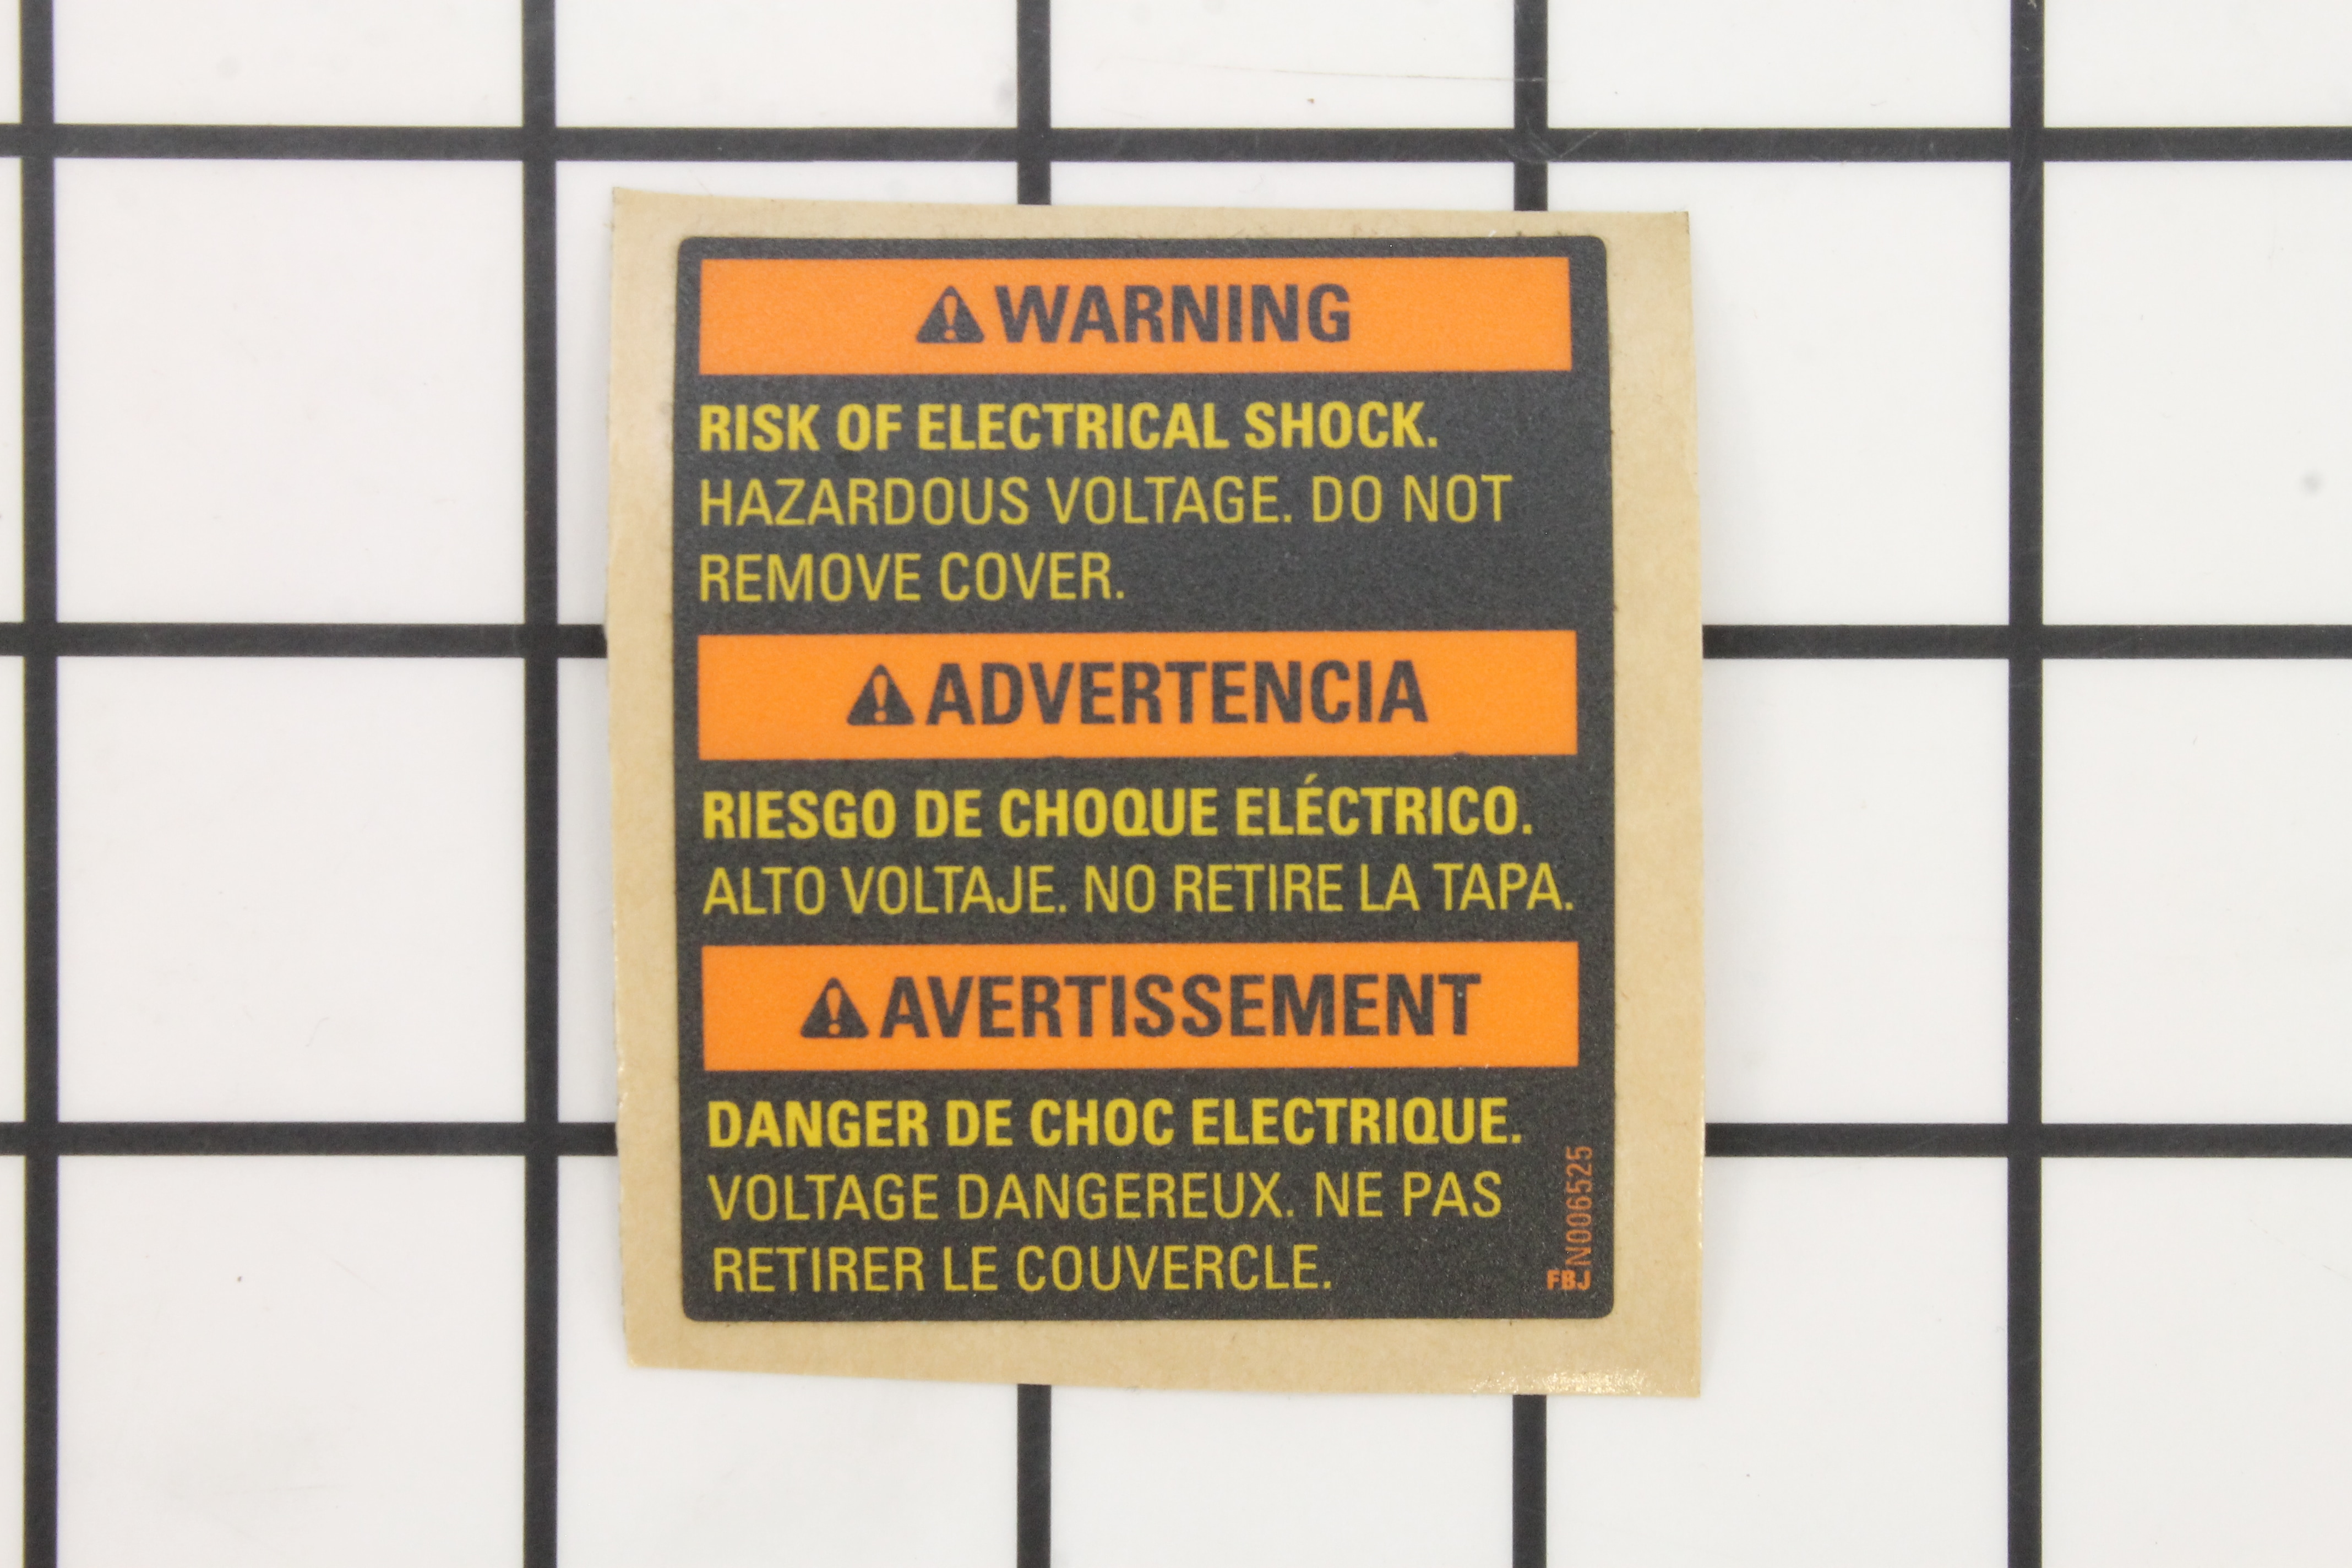 WARNING
RISK OF ELECTRICAL SHOCK.
HAZARDOUS VOLTAGE. DO NOT
REMOVE COVER.
ADVERTENCIA
RIESGO DE CHOQUE ELÉCTRICO.
ALTO VOLTAJE. NO RETIRE LA TAPA.
AVERTISSEMENT
DANGER DE CHOC ELECTRIQUE.
VOLTAGE DANGEREUX. NE PAS
RETIRER LE COUVERCLE.
FBJ
N006525